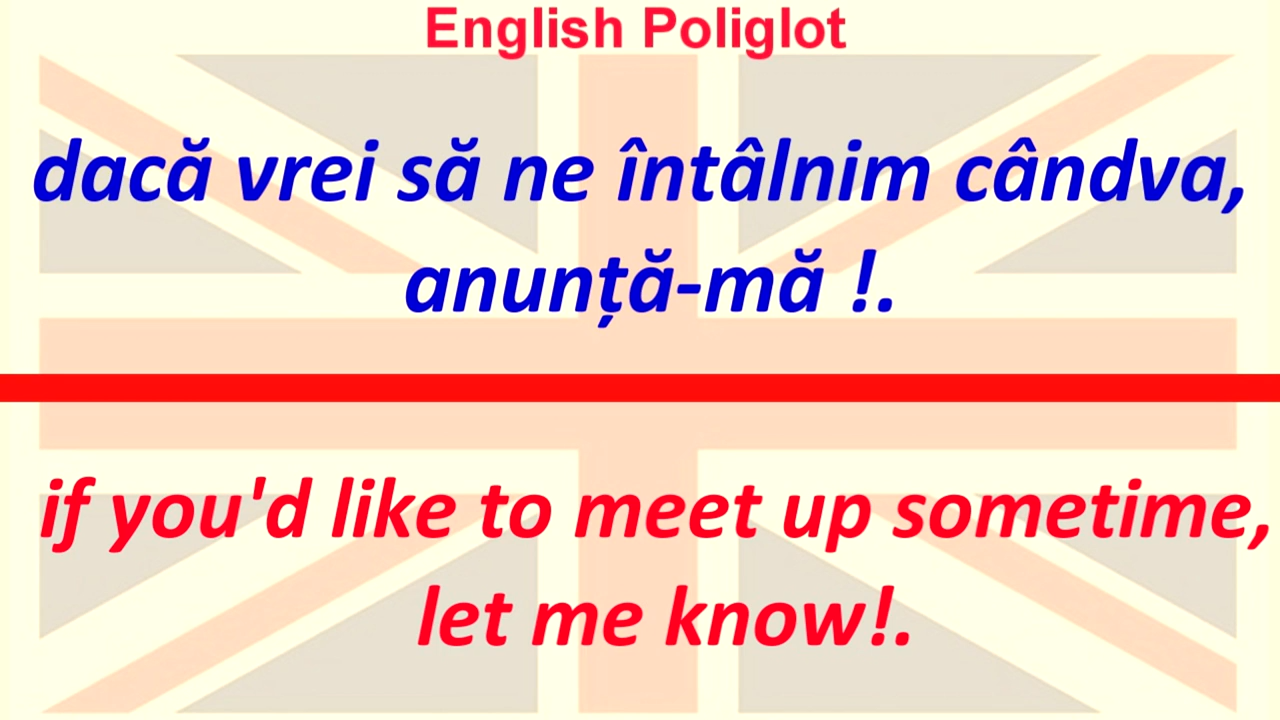 English Poliglot
dacă vrei să ne întâlnim cândva,
anunță-mă !.
if you'd like to meet up sometime,
let me know!.